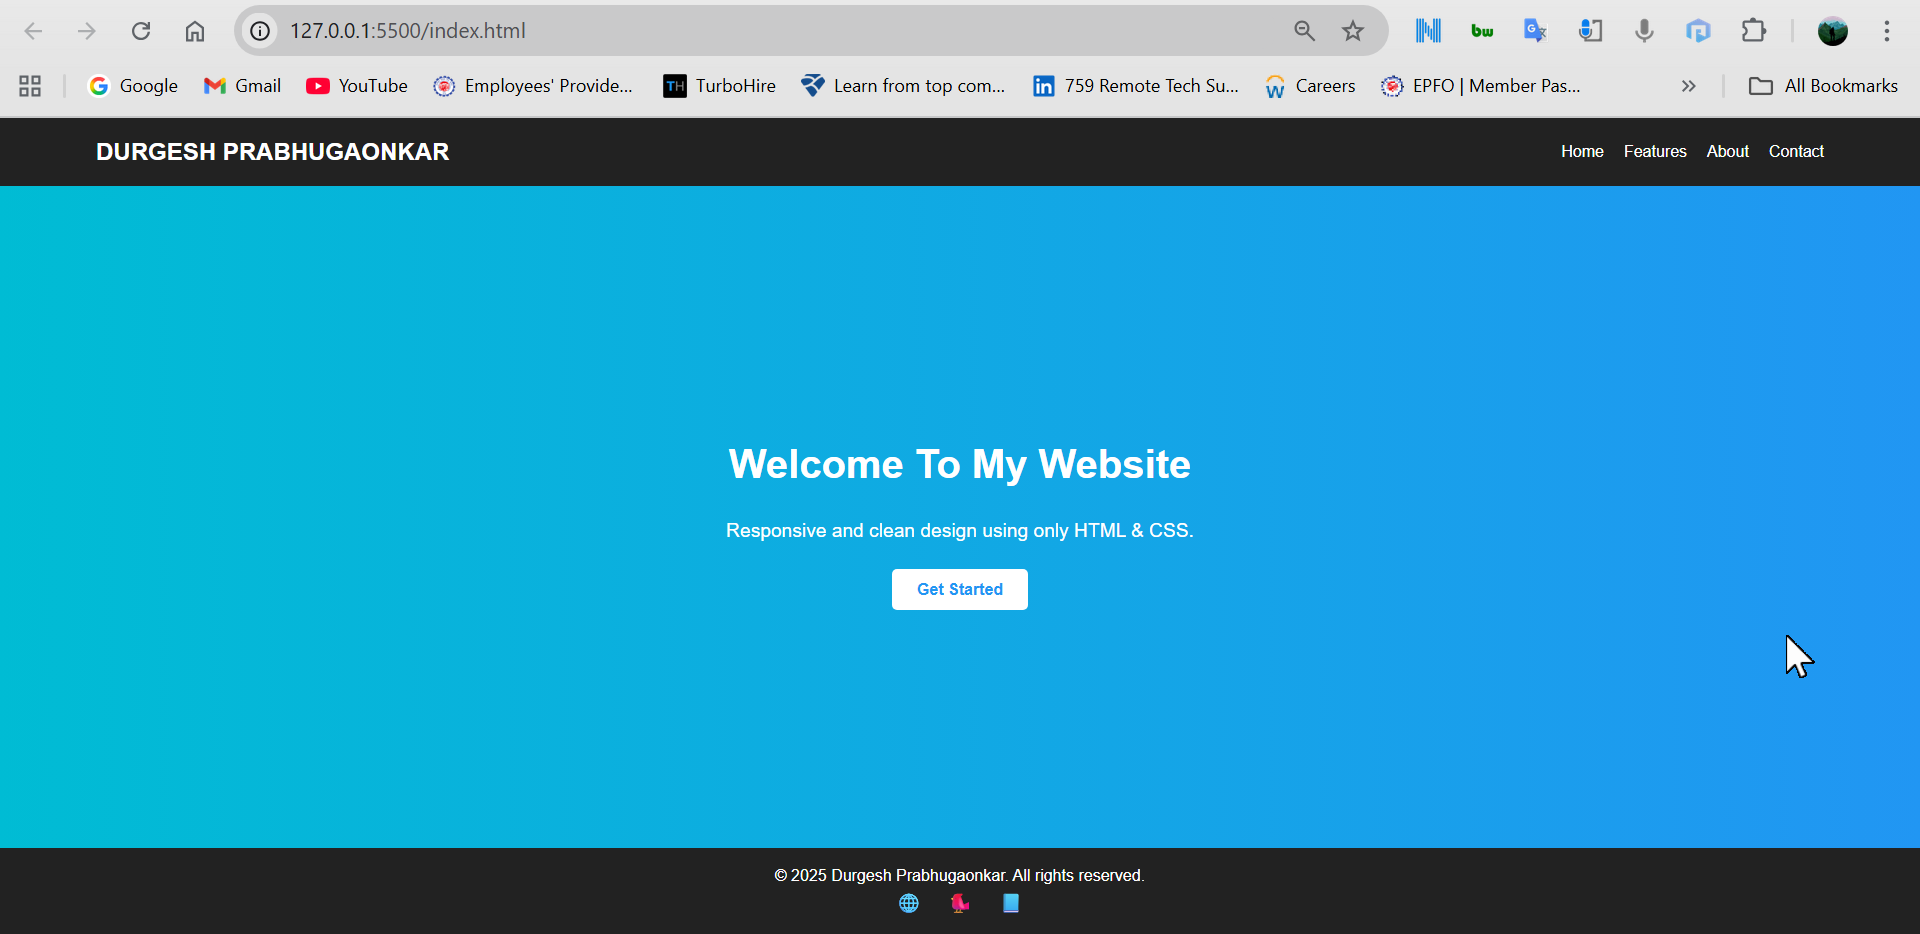 127.0.0.1:5500/index.html
Google Gmail YouTube Employees' Provide... TH TurboHire Learn from top com... in 759 Remote Tech Su... W Careers EPFO | Member Pas... » All Bookmarks
DURGESH PRABHUGAONKAR Home Features About Contact
Welcome To My Website
Responsive and clean design using only HTML & CSS.
Get Started
© 2025 Durgesh Prabhugaonkar. All rights reserved.